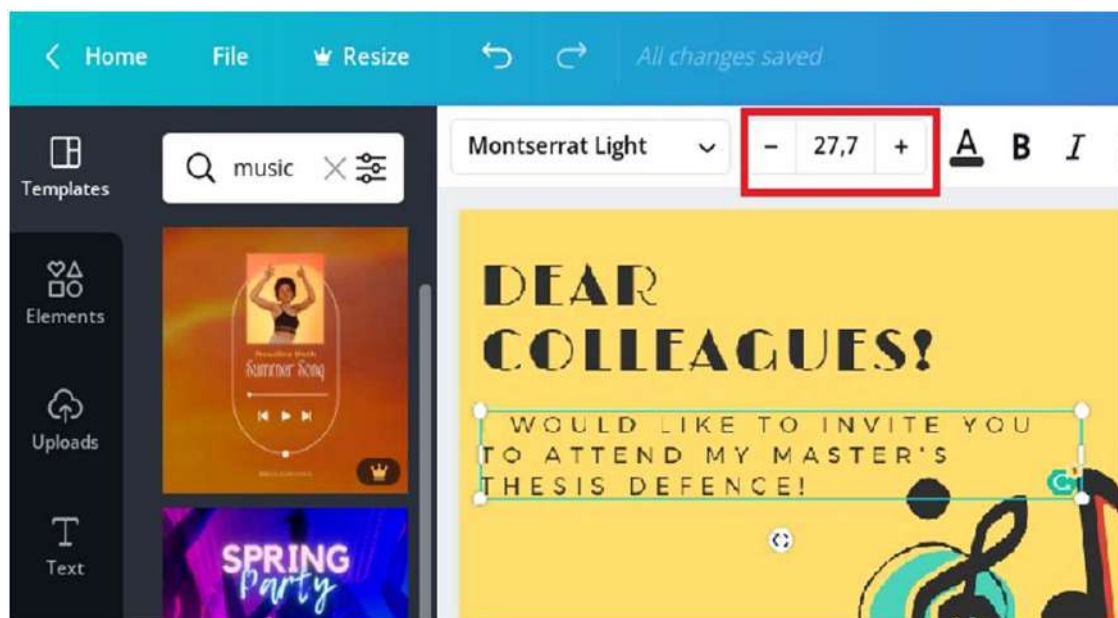 Home File Resize All changes saved
Templates
music
Montserrat Light
- 27,7 + A B I
Elements
Uploads
Text
Summer Song
SPRING
Party
DEAR
COLLEAGUES!
WOULD LIKE TO INVITE YOU
TO ATTEND MY MASTER'S
THESIS DEFENCE!